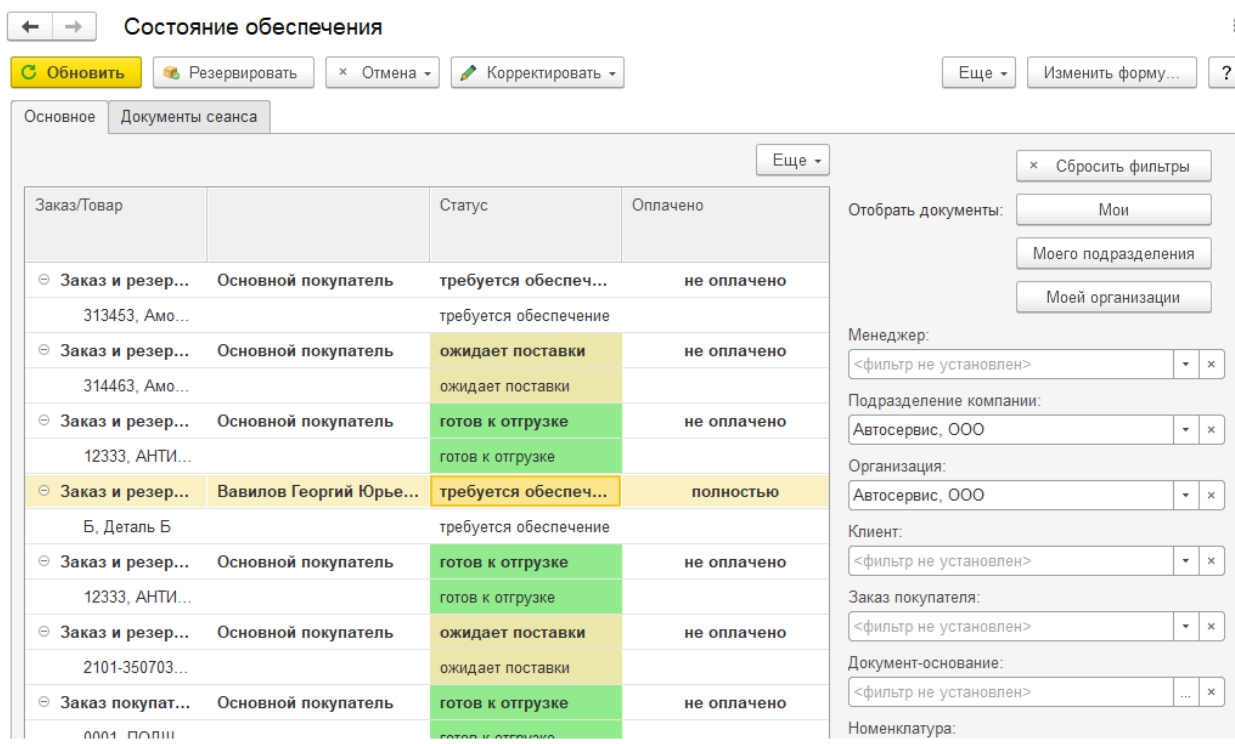 Состояние обеспечения
Обновить Резервировать × Отмена Корректировать Еще Изменить форму... ?
Основное Документы сеанса
Еще
× Сбросить фильтры
Заказ/Товар Статус Оплачено
Отобрать документы: Мои
Моего подразделения
Моей организации
Заказ и резер... Основной покупатель требуется обеспеч... не оплачено
313453, Амо... требуется обеспечение
Заказ и резер... Основной покупатель ожидает поставки не оплачено
314463, Амо... ожидает поставки
Заказ и резер... Основной покупатель готов к отгрузке не оплачено
12333, АНТИ... готов к отгрузке
Заказ и резер... Вавилов Георгий Юрье... требуется обеспеч... полностью
Б, Деталь Б требуется обеспечение
Заказ и резер... Основной покупатель готов к отгрузке не оплачено
12333, АНТИ... готов к отгрузке
Заказ и резер... Основной покупатель ожидает поставки не оплачено
2101-350703... ожидает поставки
Заказ покупат... Основной покупатель готов к отгрузке не оплачено
0001, ПОДШ... готов к отгрузке
Менеджер:
<фильтр не установлен>
Подразделение компании:
Автосервис, ООО
Организация:
Автосервис, ООО
Клиент:
<фильтр не установлен>
Заказ покупателя:
<фильтр не установлен>
Документ-основание:
<фильтр не установлен> ...
Номенклатура: